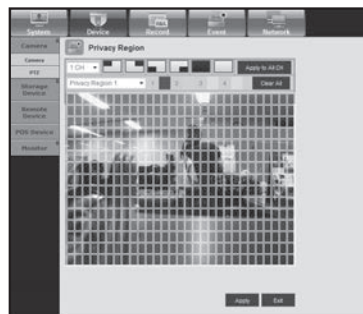 System Device Record Event Network
Camera
Privacy Region
Camera
1 CH Apply to All CH
PTZ
Privacy Region 1 1 2 3 4 Clear All
Storage
Device
Remote
Device
POS Device
Monitor
Apply Exit